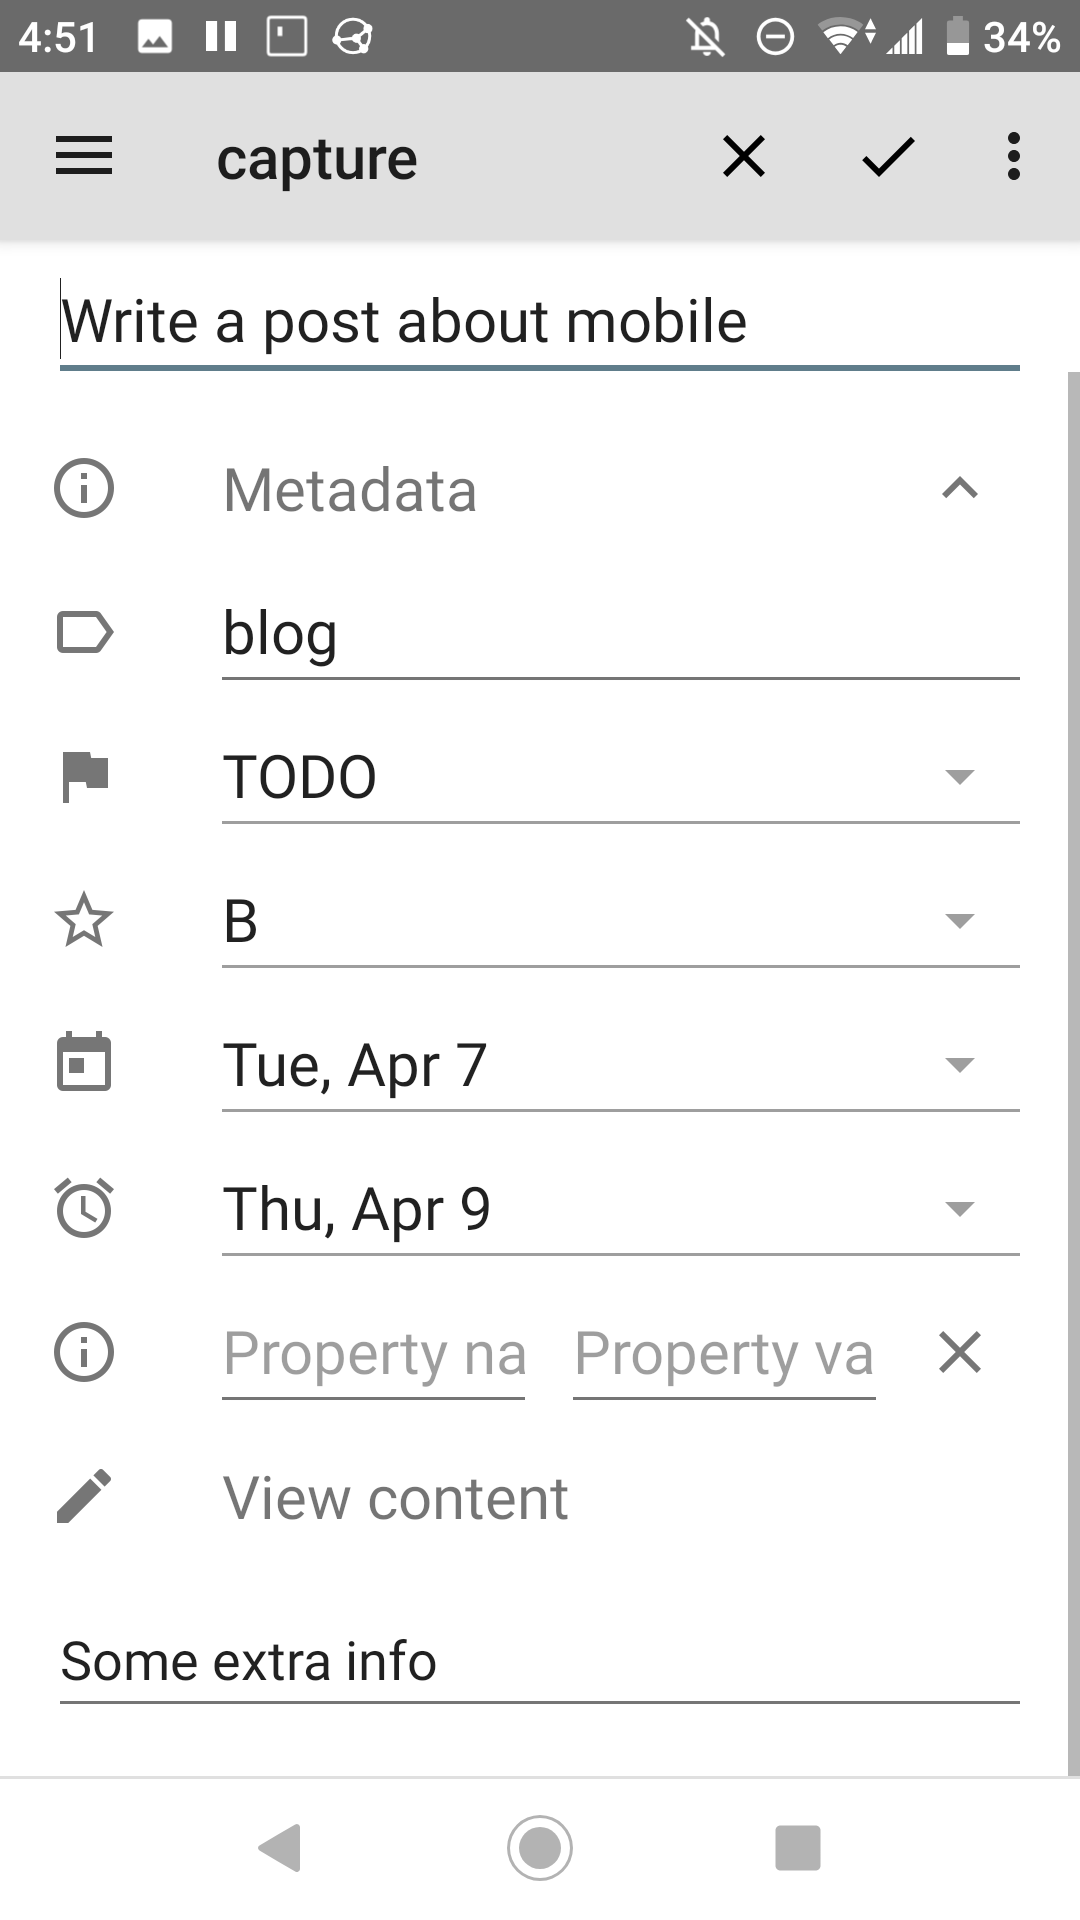 4:51 34%
capture
Write a post about mobile
Metadata
blog
TODO
B
Tue, Apr 7
Thu, Apr 9
Property na Property va
View content
Some extra info